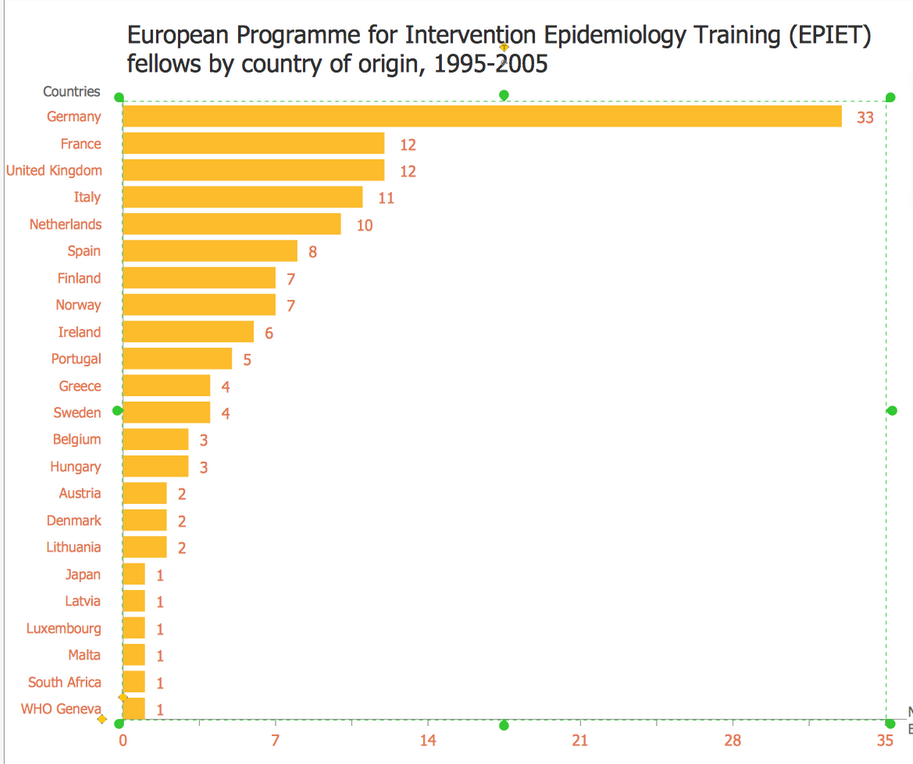 European Programme for Intervention Epidemiology Training (EPIET)
fellows by country of origin, 1995-2005
Countries
Germany 33
France 12
United Kingdom 12
Italy 11
Netherlands 10
Spain 8
Finland 7
Norway 7
Ireland 6
Portugal 5
Greece 4
Sweden 4
Belgium 3
Hungary 3
Austria 2
Denmark 2
Lithuania 2
Japan 1
Latvia 1
Luxembourg 1
Malta 1
South Africa 1
WHO Geneva 1
0 7 14 21 28 35